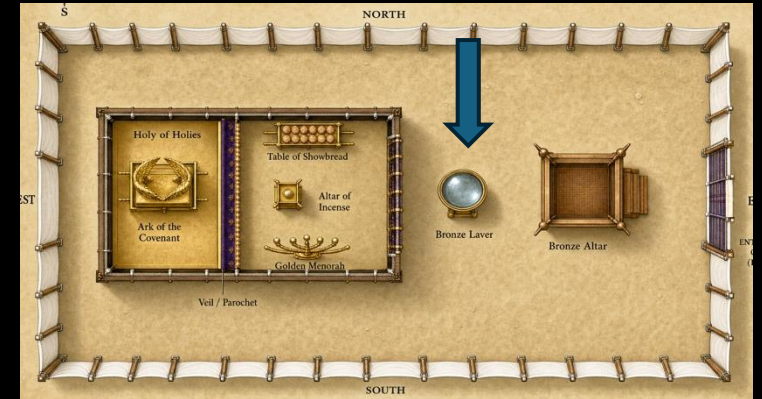 S
NORTH
Holy of Holies
Table of Showbread
Altar of
Incense
Ark of the
Covenant
Golden Menorah
Bronze Laver
Bronze Altar
Veil / Parochet
SOUTH